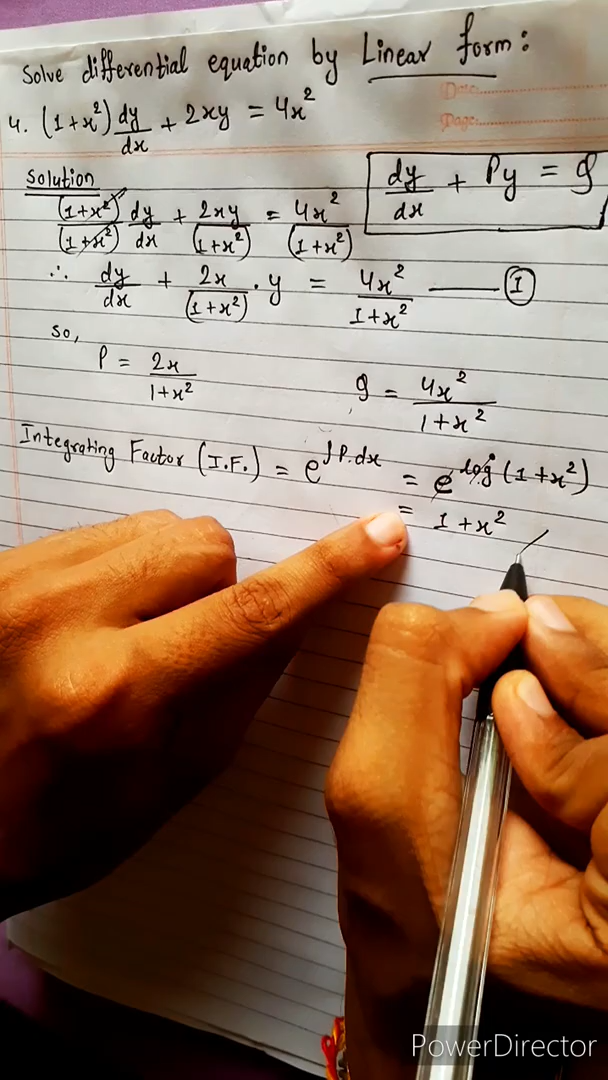 Solve differential equation by Linear form:
Date:
Page:
4. (1+x²) dy/dx + 2xy = 4x²
Solution
(1+x²)/(1+x²) dy/dx + 2xy/(1+x²) = 4x²/(1+x²)
dy/dx + Py = g
∴ dy/dx + 2x/(1+x²) · y = 4x²/1+x² —— I
so,
P = 2x/1+x² g = 4x²/1+x²
Integrating Factor (I.F.) = e^∫P.dx = e^log(1+x²)
= 1+x²
PowerDirector